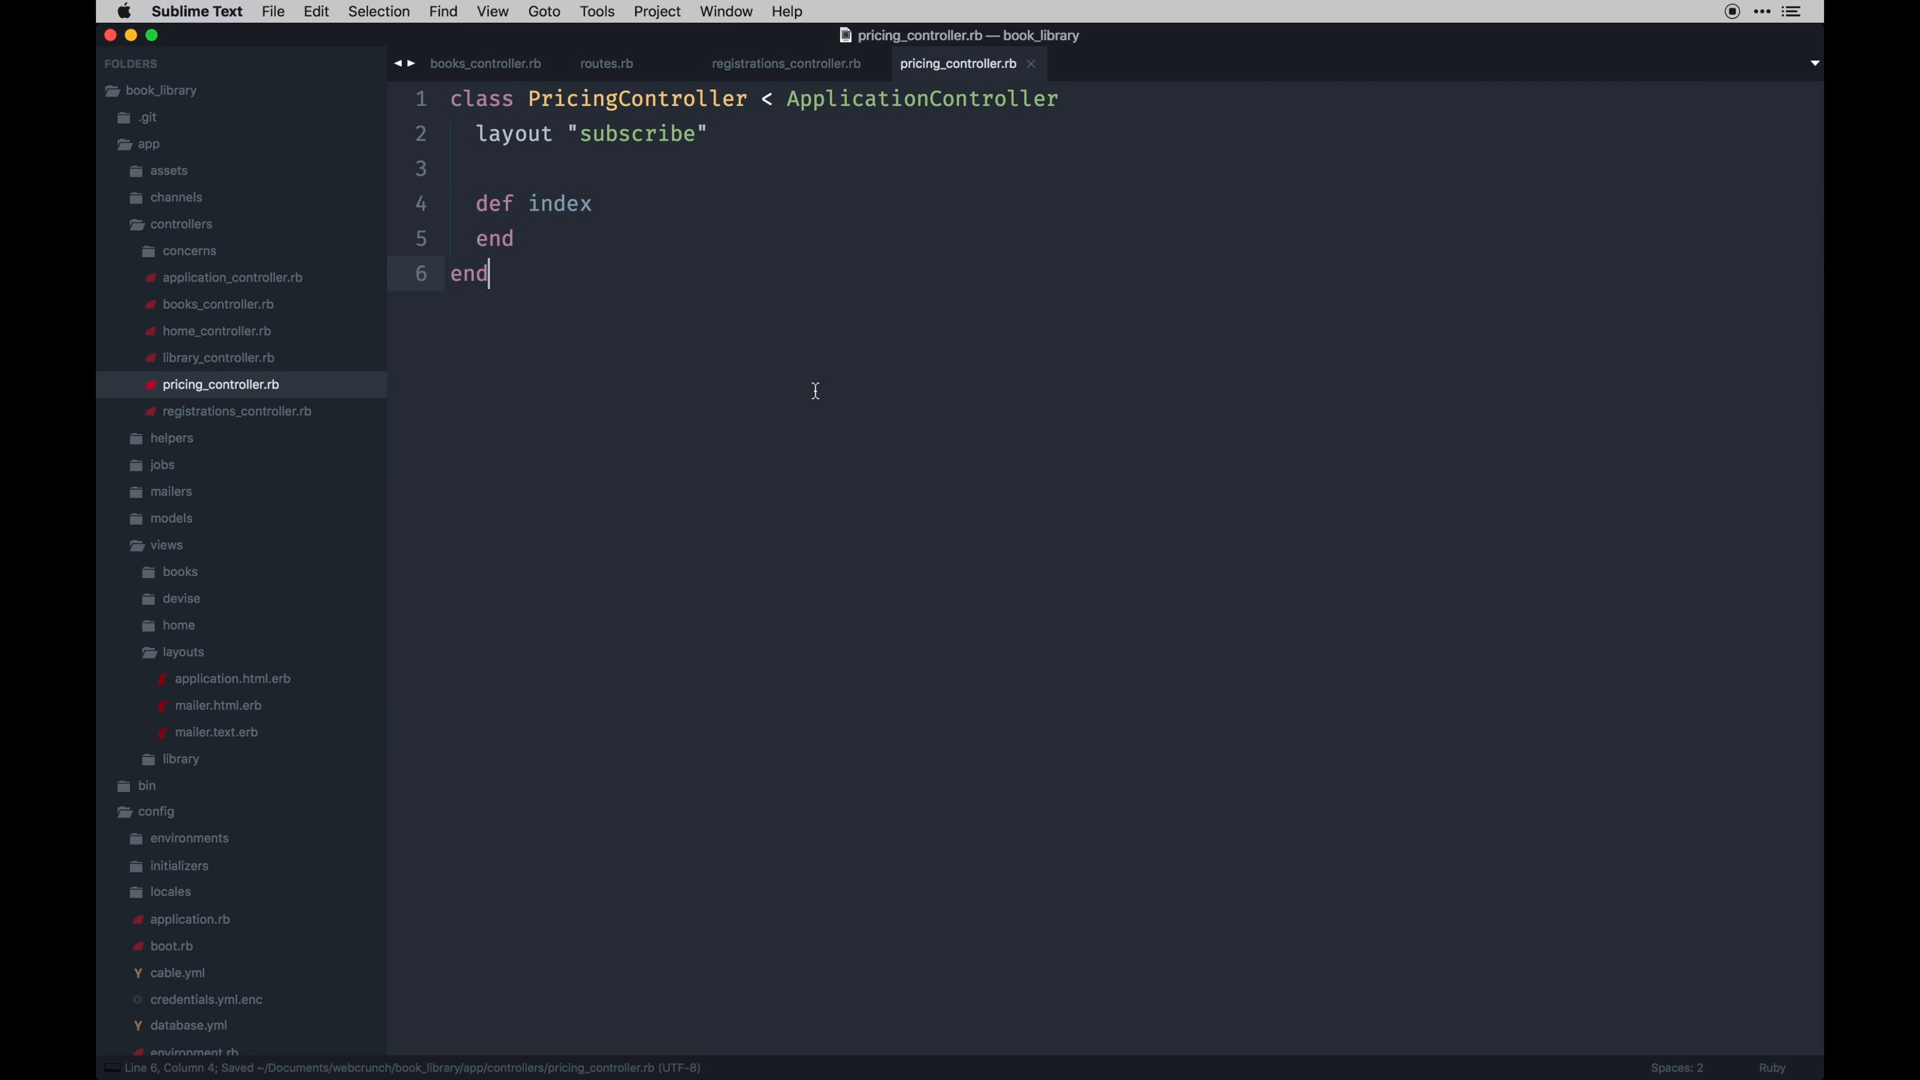 Sublime Text File Edit Selection Find View Goto Tools Project Window Help
pricing_controller.rb — book_library
FOLDERS
book_library
.git
app
assets
channels
controllers
concerns
application_controller.rb
books_controller.rb
home_controller.rb
library_controller.rb
pricing_controller.rb
registrations_controller.rb
helpers
jobs
mailers
models
views
books
devise
home
layouts
application.html.erb
mailer.html.erb
mailer.text.erb
library
bin
config
environments
initializers
locales
application.rb
boot.rb
cable.yml
credentials.yml.enc
database.yml
environment.rb
books_controller.rb routes.rb registrations_controller.rb pricing_controller.rb
1 class PricingController < ApplicationController
2 layout "subscribe"
3
4 def index
5 end
6 end
Line 6, Column 4; Saved ~/Documents/webcrunch/book_library/app/controllers/pricing_controller.rb (UTF-8) Spaces: 2 Ruby